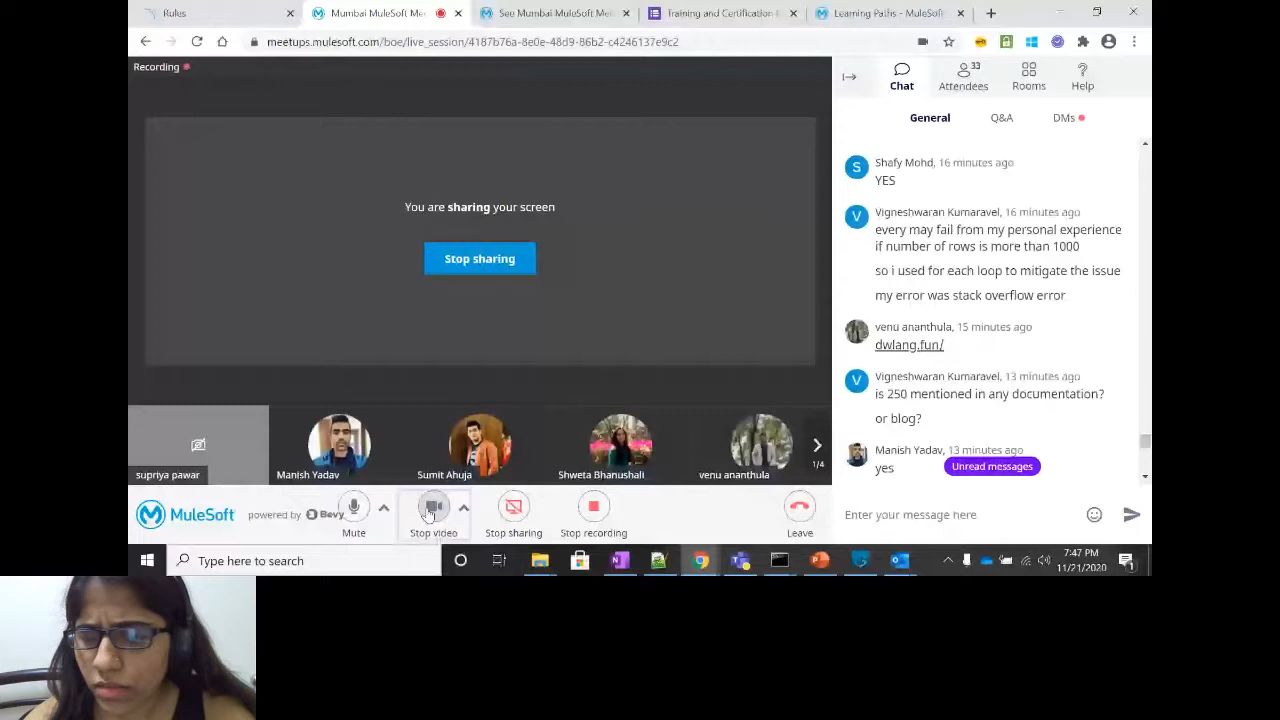 Rules
Mumbai MuleSoft Mee
See Mumbai MuleSoft Me
Training and Certification
Learning Paths - MuleSoft
meetups.mulesoft.com/boe/live_session/4187b76a-8e0e-48d9-86b2-c4246137e9c2
Recording
You are sharing your screen
Stop sharing
supriya pawar
Manish Yadav
Sumit Ahuja
Shweta Bhanushali
venu ananthula
1/4
MuleSoft powered by Bevy
Mute
Stop video
Stop sharing
Stop recording
Leave
Chat
33
Attendees
Rooms
Help
General
Q&A
DMs
Shafy Mohd, 16 minutes ago
YES
Vigneshwaran Kumaravel, 16 minutes ago
every may fail from my personal experience
if number of rows is more than 1000
so i used for each loop to mitigate the issue
my error was stack overflow error
venu ananthula, 15 minutes ago
dwlang.fun/
Vigneshwaran Kumaravel, 13 minutes ago
is 250 mentioned in any documentation?
or blog?
Manish Yadav, 13 minutes ago
yes
Unread messages
Enter your message here
Type here to search
7:47 PM
11/21/2020